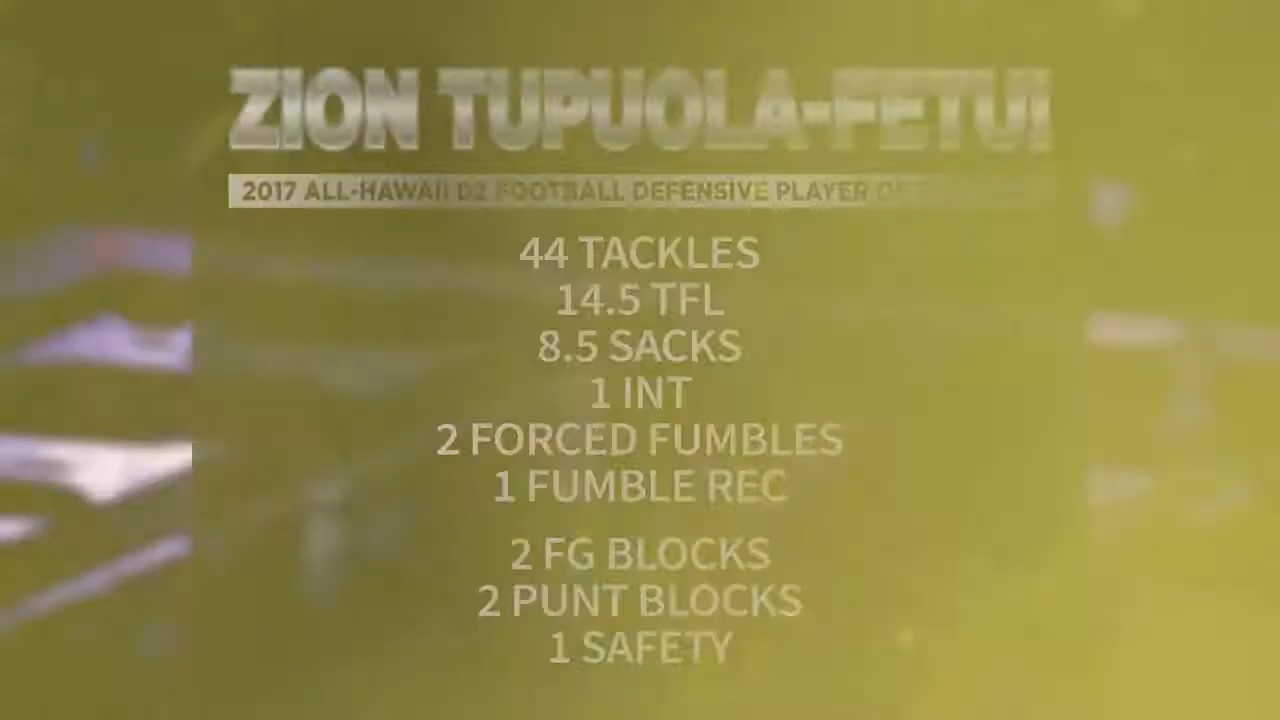 ZION TUPUOLA-FETUI
2017 ALL-HAWAII D2 FOOTBALL DEFENSIVE PLAYER OF
44 TACKLES
14.5 TFL
8.5 SACKS
1 INT
2 FORCED FUMBLES
1 FUMBLE REC
2 FG BLOCKS
2 PUNT BLOCKS
1 SAFETY